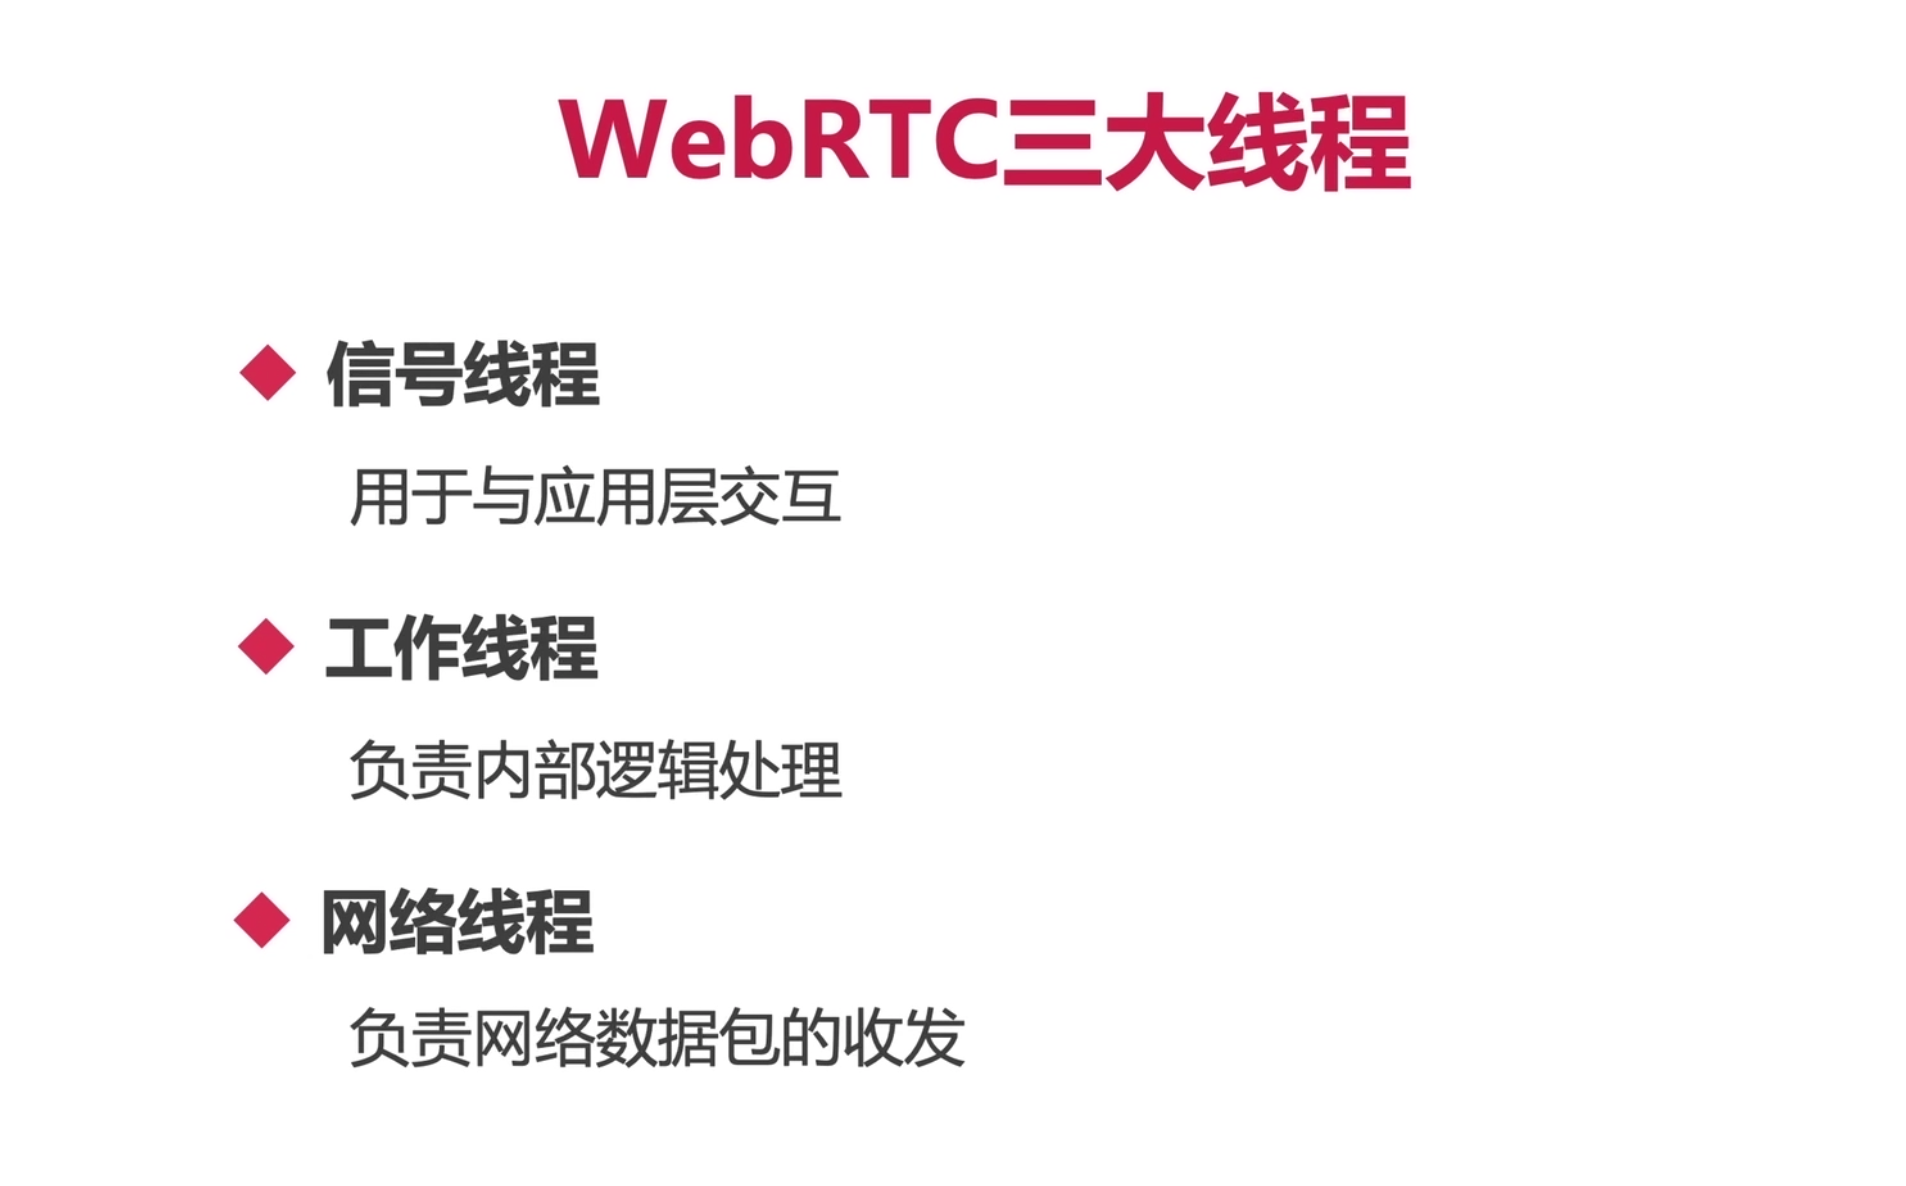 WebRTC三大线程
信号线程
用于与应用层交互
工作线程
负责内部逻辑处理
网络线程
负责网络数据包的收发